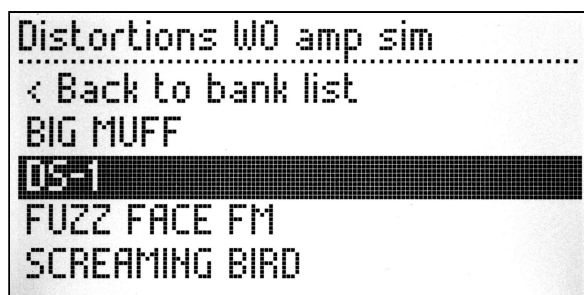 Distortions WO amp sim
< Back to bank list
BIG MUFF
DS-1
FUZZ FACE FM
SCREAMING BIRD